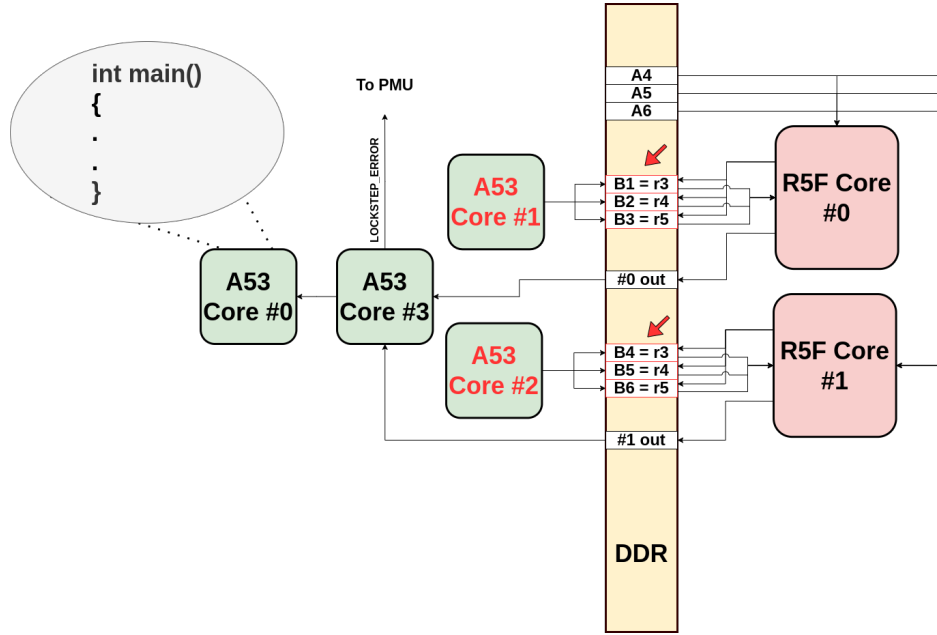 int main()
{
.
.
}
To PMU
LOCKSTEP_ERROR
A53
Core #0
A53
Core #3
A53
Core #1
A53
Core #2
A4
A5
A6
B1 = r3
B2 = r4
B3 = r5
#0 out
B4 = r3
B5 = r4
B6 = r5
#1 out
DDR
R5F Core
#0
R5F Core
#1